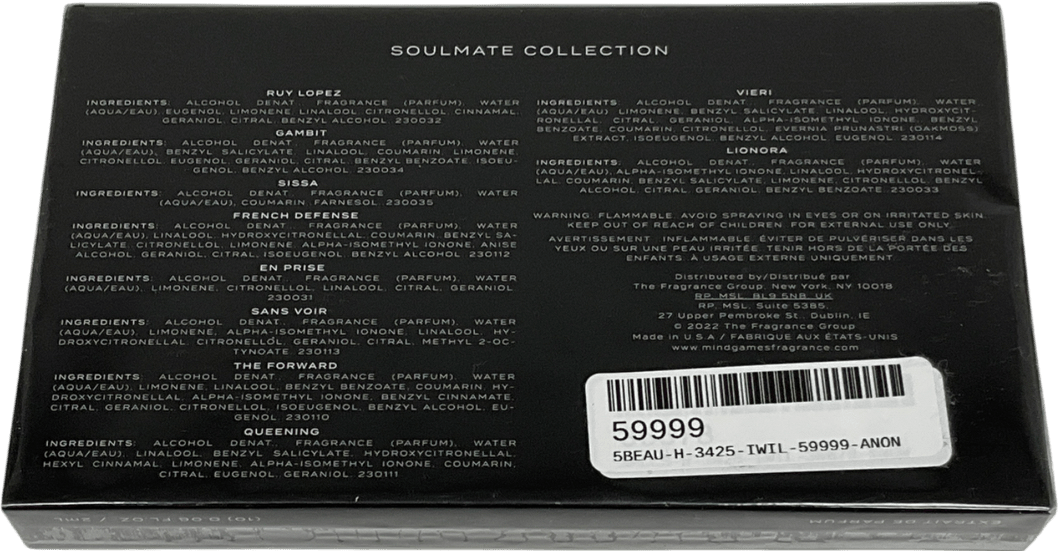 SOULMATE COLLECTION
RUY LOPEZ
INGREDIENTS: ALCOHOL DENAT., FRAGRANCE (PARFUM), WATER
(AQUA/EAU), EUGENOL, LIMONENE, LINALOOL, CITRONELLOL, CINNAMAL,
GERANIOL, CITRAL, BENZYL ALCOHOL. 230032
GAMBIT
INGREDIENTS: ALCOHOL DENAT., FRAGRANCE (PARFUM), WATER
(AQUA/EAU), BENZYL SALICYLATE, LINALOOL, COUMARIN, LIMONENE,
CITRONELLOL, EUGENOL, GERANIOL, CITRAL, BENZYL BENZOATE, ISOEU-
GENOL, BENZYL ALCOHOL. 230034
SISSA
INGREDIENTS: ALCOHOL DENAT., FRAGRANCE (PARFUM), WATER
(AQUA/EAU), COUMARIN, FARNESOL. 230035
FRENCH DEFENSE
INGREDIENTS: ALCOHOL DENAT., FRAGRANCE (PARFUM), WATER
(AQUA/EAU), LINALOOL, HYDROXYCITRONELLAL, COUMARIN, BENZYL SA-
LICYLATE, CITRONELLOL, LIMONENE, ALPHA-ISOMETHYL IONONE, ANISE
ALCOHOL, GERANIOL, CITRAL, ISOEUGENOL, BENZYL ALCOHOL. 230112
EN PRISE
INGREDIENTS: ALCOHOL DENAT., FRAGRANCE (PARFUM), WATER
(AQUA/EAU), LIMONENE, CITRONELLOL, LINALOOL, CITRAL, GERANIOL.
230031
SANS VOIR
INGREDIENTS: ALCOHOL DENAT., FRAGRANCE (PARFUM), WATER
(AQUA/EAU), LIMONENE, ALPHA-ISOMETHYL IONONE, LINALOOL, HY-
DROXYCITRONELLAL, CITRONELLOL, GERANIOL, CITRAL, METHYL 2-OC-
TYNOATE. 230113
THE FORWARD
INGREDIENTS: ALCOHOL DENAT., FRAGRANCE (PARFUM), WATER
(AQUA/EAU), LIMONENE, LINALOOL, BENZYL BENZOATE, COUMARIN, HY-
DROXYCITRONELLAL, ALPHA-ISOMETHYL IONONE, BENZYL CINNAMATE,
CITRAL, GERANIOL, CITRONELLOL, ISOEUGENOL, BENZYL ALCOHOL, EU-
GENOL. 230110
QUEENING
INGREDIENTS: ALCOHOL DENAT., FRAGRANCE (PARFUM), WATER
(AQUA/EAU), LINALOOL, BENZYL SALICYLATE, HYDROXYCITRONELLAL,
HEXYL CINNAMAL, LIMONENE, ALPHA-ISOMETHYL IONONE, COUMARIN,
CITRAL, EUGENOL, GERANIOL. 230111
VIERI
INGREDIENTS: ALCOHOL DENAT., FRAGRANCE (PARFUM), WATER
(AQUA/EAU), LIMONENE, BENZYL SALICYLATE, LINALOOL, HYDROXYCIT-
RONELLAL, CITRAL, GERANIOL, ALPHA-ISOMETHYL IONONE, BENZYL
BENZOATE, COUMARIN, CITRONELLOL, EVERNIA PRUNASTRI (OAKMOSS)
EXTRACT, ISOEUGENOL, BENZYL ALCOHOL, EUGENOL. 230114
LIONORA
INGREDIENTS: ALCOHOL DENAT., FRAGRANCE (PARFUM), WATER
(AQUA/EAU), ALPHA-ISOMETHYL IONONE, LINALOOL, HYDROXYCITRONEL-
LAL, COUMARIN, BENZYL SALICYLATE, LIMONENE, CITRONELLOL, BENZYL
ALCOHOL, CITRAL, GERANIOL, BENZYL BENZOATE. 230033
WARNING: FLAMMABLE. AVOID SPRAYING IN EYES OR ON IRRITATED SKIN.
KEEP OUT OF REACH OF CHILDREN. FOR EXTERNAL USE ONLY.
AVERTISSEMENT: INFLAMMABLE. ÉVITER DE PULVÉRISER DANS LES
YEUX OU SUR UNE PEAU IRRITÉE. TENIR HORS DE LA PORTÉE DES
ENFANTS. À USAGE EXTERNE UNIQUEMENT.
Distributed by/Distribué par
The Fragrance Group, New York, NY 10018
RP, MSL, BL9 5NB, UK
RP, MSL, Suite 5385,
27 Upper Pembroke St., Dublin, IE
© 2022 The Fragrance Group
Made in U.S.A / FABRIQUE AUX ÉTATS-UNIS
www.mindgamesfragrance.com
59999
5BEAU-H-3425-IWIL-59999-ANON
EXTRAIT DE PARFUM
(10) 0.06 FL OZ / 2mL